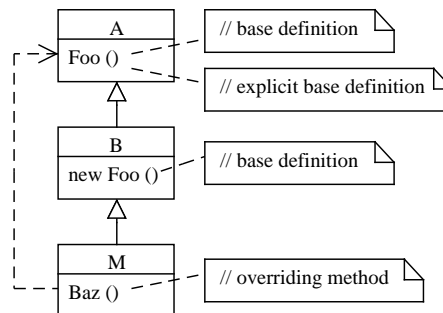 A
Foo ()
// base definition
// explicit base definition
B
new Foo ()
// base definition
M
Baz ()
// overriding method